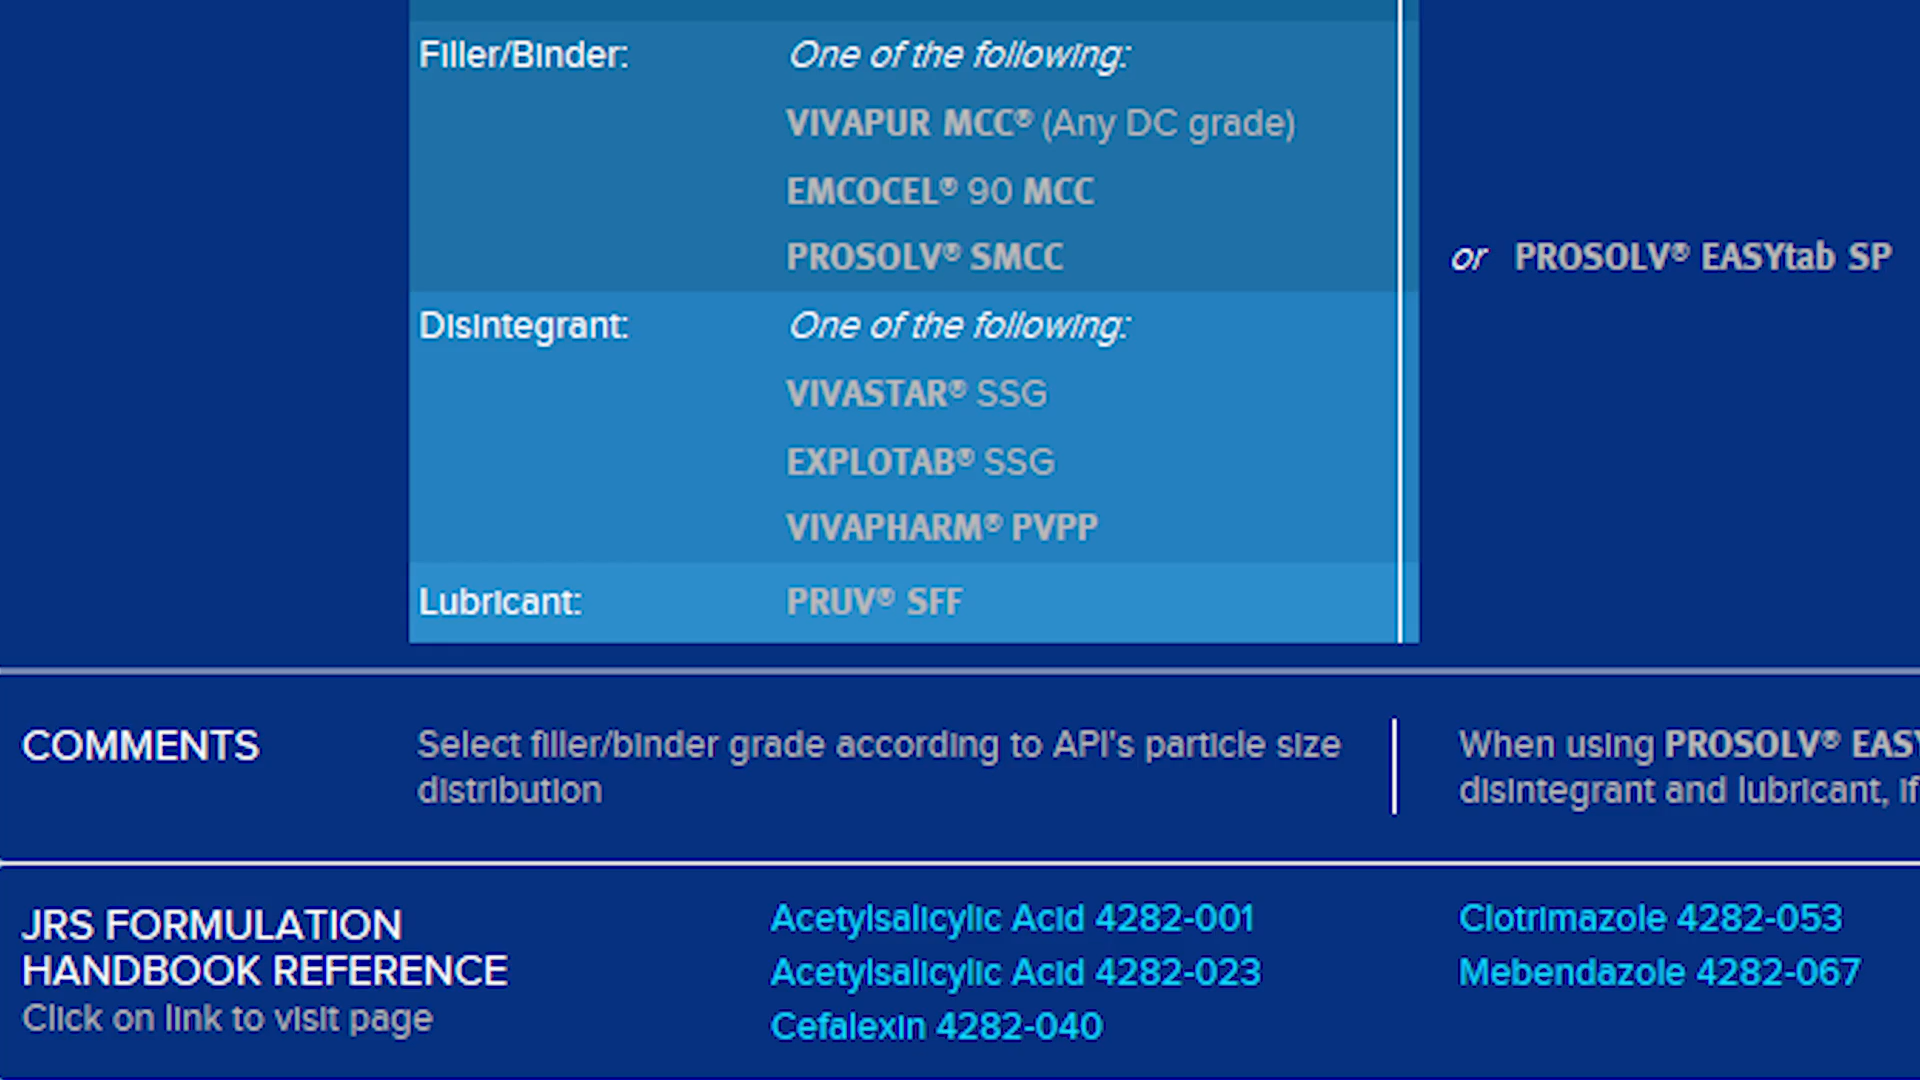 Filler/Binder: One of the following:
VIVAPUR MCC® (Any DC grade)
EMCOCEL® 90 MCC
PROSOLV® SMCC
or PROSOLV® EASYtab SP
Disintegrant: One of the following:
VIVASTAR® SSG
EXPLOTAB® SSG
VIVAPHARM® PVPP
Lubricant: PRUV® SFF
COMMENTS
Select filler/binder grade according to API's particle size
distribution
When using PROSOLV® EASY
disintegrant and lubricant, if
JRS FORMULATION
HANDBOOK REFERENCE
Click on link to visit page
Acetylsalicylic Acid 4282-001
Acetylsalicylic Acid 4282-023
Cefalexin 4282-040
Clotrimazole 4282-053
Mebendazole 4282-067